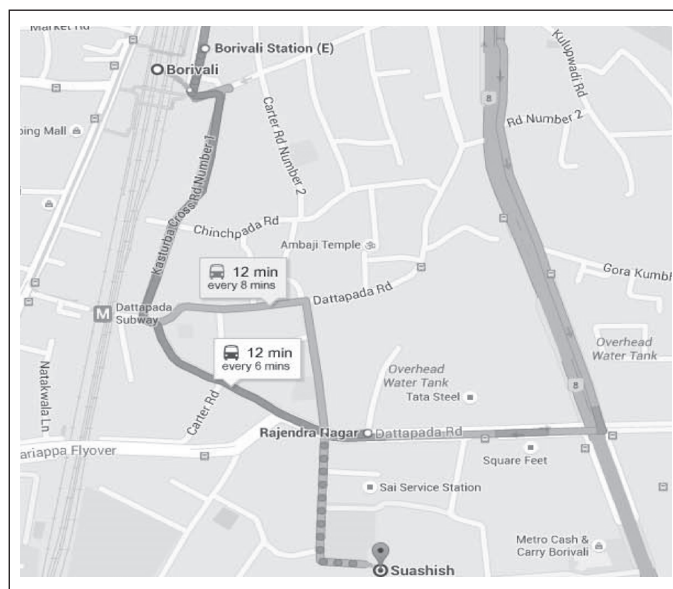 Market Rd
Borivali Station (E)
Borivali
Kulupwadi Rd
8
ping Mall
Carter Rd Number 2
Rd Number 2
Kasturba Cross Rd Number 1
Chinchpada Rd
Ambaji Temple
Gora Kumbh
12 min
every 8 mins
Dattapada Rd
M
Dattapada
Subway
Overhead
Water Tank
12 min
every 6 mins
Natakwala Ln
Overhead
Water Tank
8
Carter Rd
Tata Steel
Rajendra Nagar
Dattapada Rd
ariappa Flyover
Square Feet
Sai Service Station
Metro Cash &
Carry Borivali
Suashish